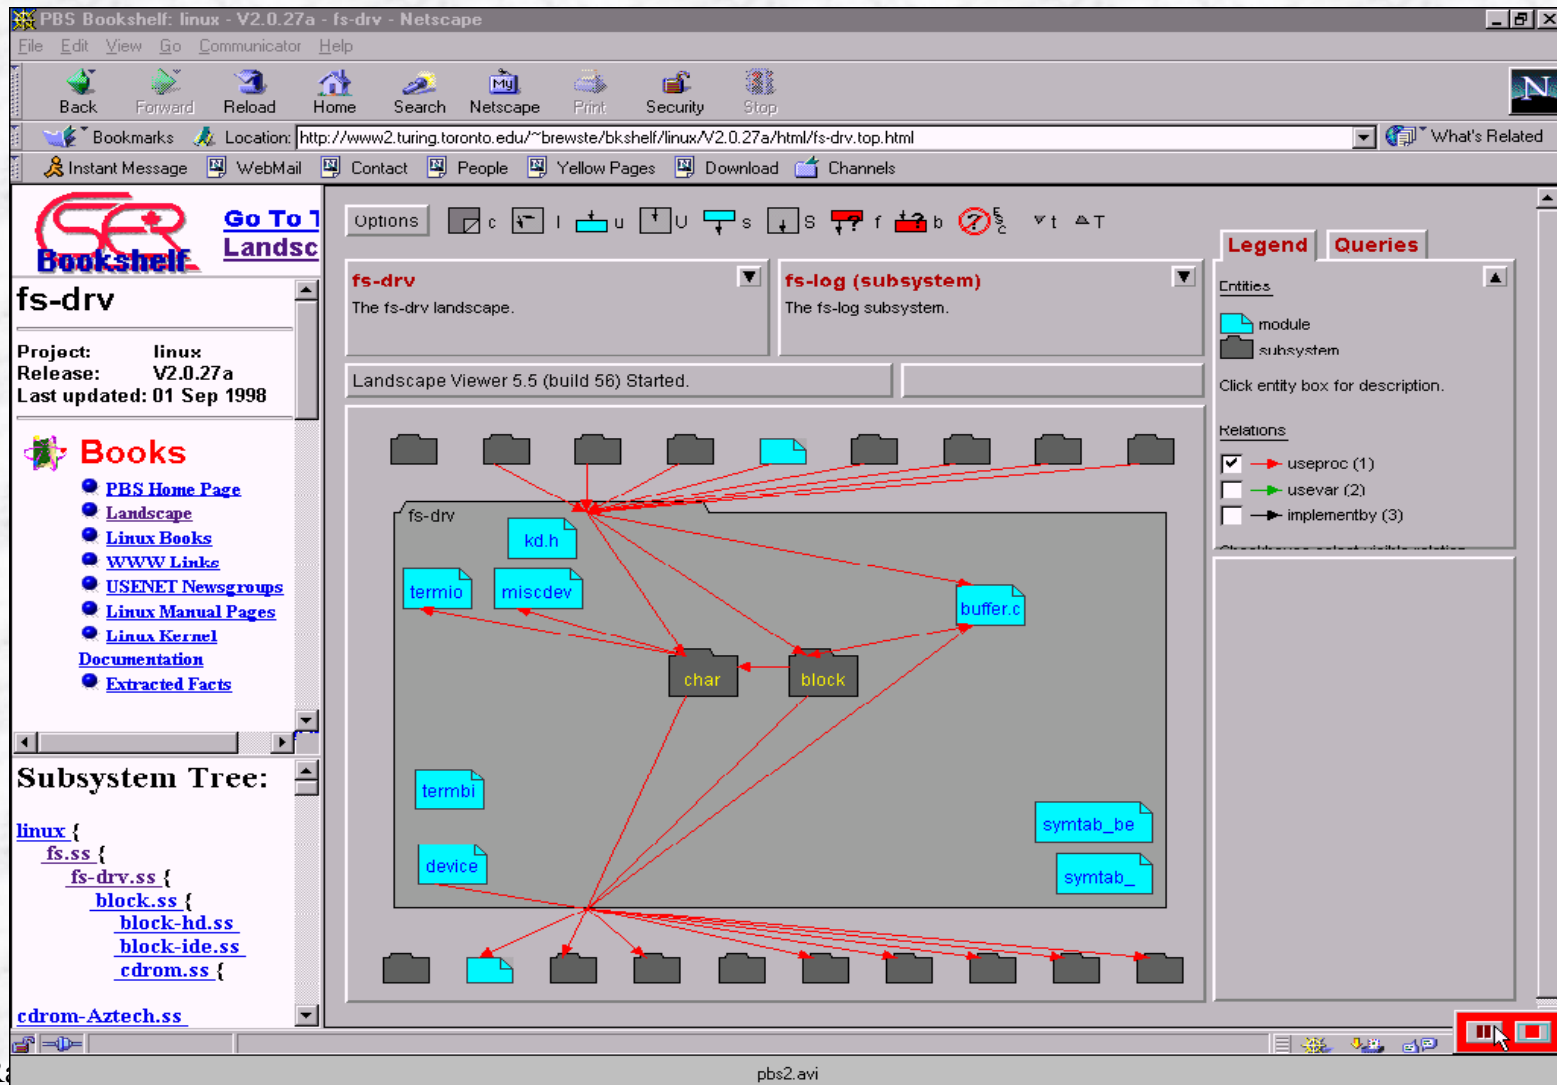 PBS Bookshelf: linux - V2.0.27a - fs-drv - Netscape
File Edit View Go Communicator Help
Back Forward Reload Home Search Netscape Print Security Stop
My
N
Bookmarks Location: http://www2.turing.toronto.edu/~brewste/bkshelf/linux/V2.0.27a/html/fs-drv.top.html What's Related
Instant Message WebMail Contact People Yellow Pages Download Channels
Bookshelf
Go To T
Landsc
fs-drv
Project: linux
Release: V2.0.27a
Last updated: 01 Sep 1998
Books
PBS Home Page
Landscape
Linux Books
WWW Links
USENET Newsgroups
Linux Manual Pages
Linux Kernel
Documentation
Extracted Facts
Subsystem Tree:
linux {
fs.ss {
fs-drv.ss {
block.ss {
block-hd.ss
block-ide.ss
cdrom.ss {
cdrom-Aztech.ss
Options c l u U s S f b Esc t T
fs-drv
The fs-drv landscape.
fs-log (subsystem)
The fs-log subsystem.
Landscape Viewer 5.5 (build 56) Started.
fs-drv
kd.h
termio
miscdev
buffer.c
char
block
termbi
device
symtab_be
symtab_
Legend Queries
Entities
module
subsystem
Click entity box for description.
Relations
useproc (1)
usevar (2)
implementby (3)
pbs2.avi